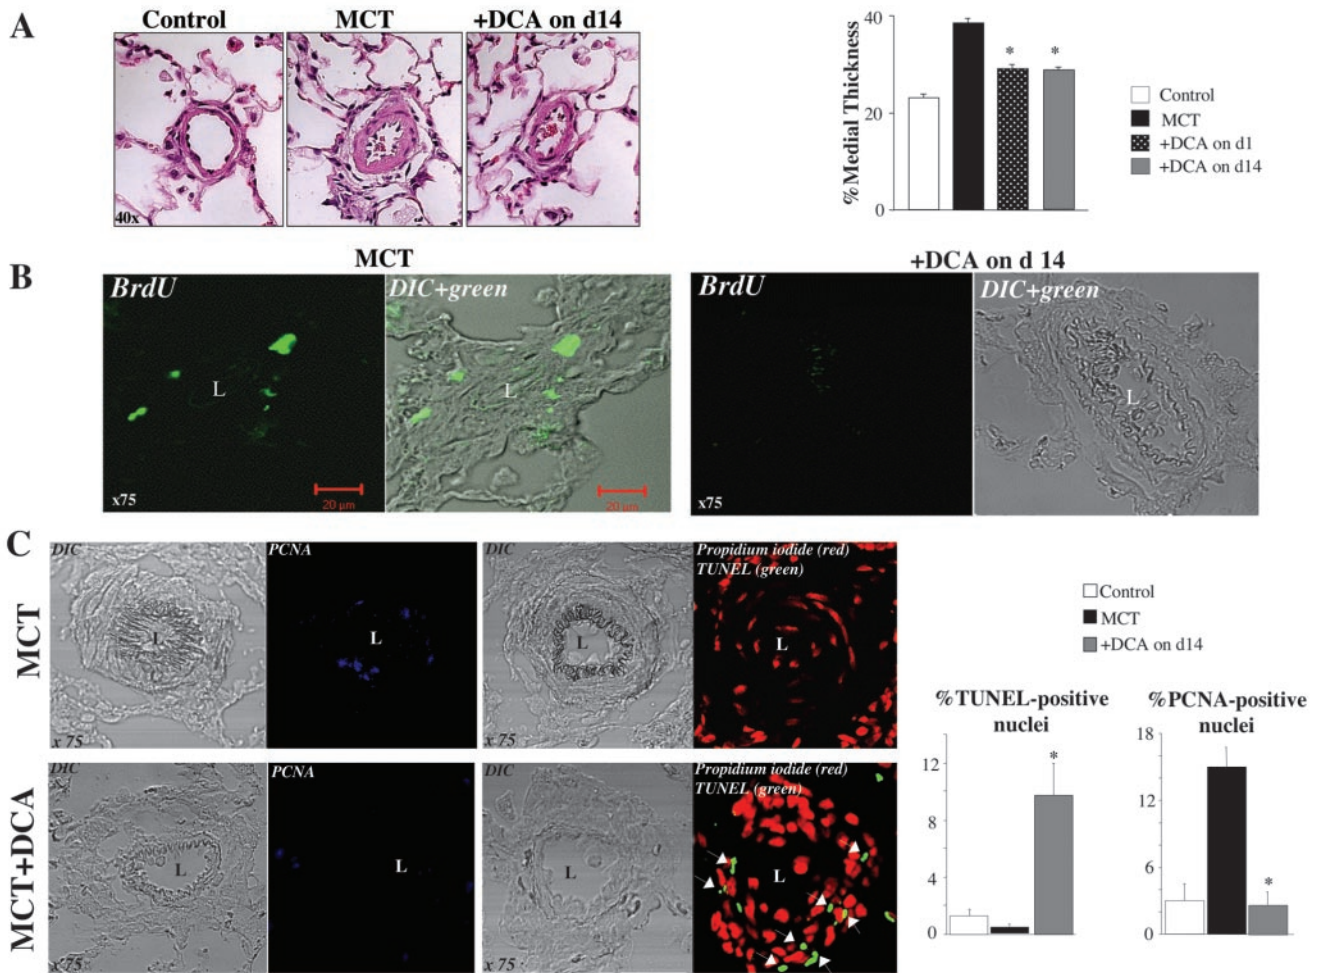 A
Control
MCT
+DCA on d14
40x
%Medial Thickness
40
20
0
*
*
Control
MCT
+DCA on d1
+DCA on d14
B
MCT
+DCA on d 14
BrdU
DIC+green
BrdU
DIC+green
L
L
L
x75
20 µm
20 µm
x75
C
MCT
DIC
PCNA
DIC
Propidium iodide (red)
TUNEL (green)
L
L
L
L
x 75
x 75
MCT+DCA
DIC
PCNA
DIC
Propidium iodide (red)
TUNEL (green)
L
L
L
L
x 75
x 75
Control
MCT
+DCA on d14
%TUNEL-positive
nuclei
12
8
4
0
*
%PCNA-positive
nuclei
18
12
6
0
*